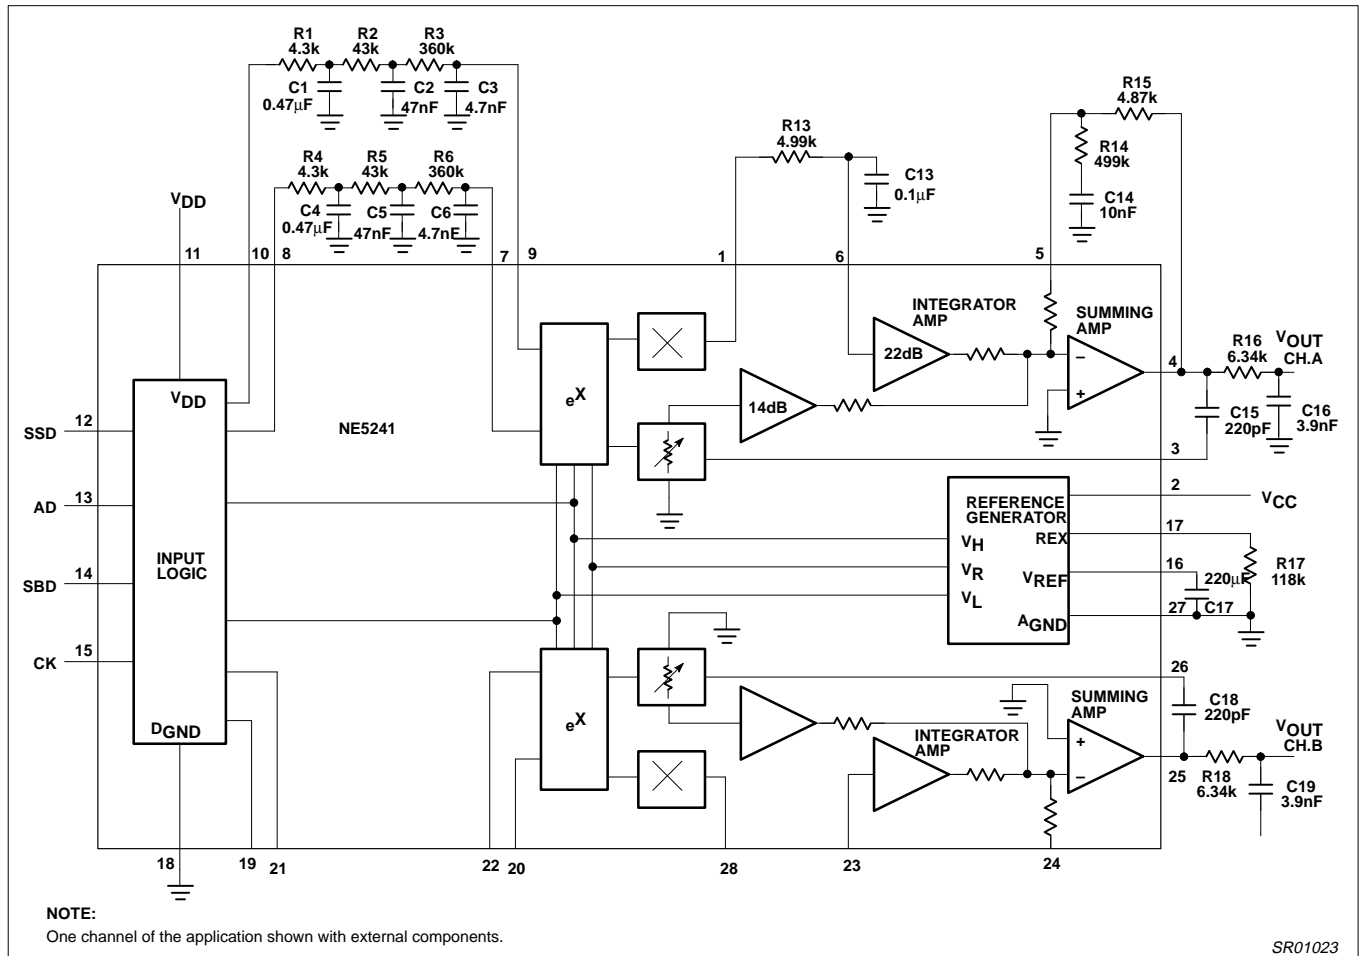 R1
4.3k
R2
43k
R3
360k
C1
0.47µF
C2
47nF
C3
4.7nF
R4
4.3k
R5
43k
R6
360k
C4
0.47µF
C5
47nF
C6
4.7nF
R13
4.99k
C13
0.1µF
R15
4.87k
R14
499k
C14
10nF
VDD
11
10
8
7
9
1
6
5
INTEGRATOR
AMP
SUMMING
AMP
22dB
14dB
−
+
4
R16
6.34k
VOUT
CH.A
C15
220pF
C16
3.9nF
3
eX
NE5241
VDD
INPUT
LOGIC
DGND
SSD
12
AD
13
SBD
14
CK
15
REFERENCE
GENERATOR
VH
VR
VL
REX
VREF
AGND
2
VCC
17
16
27
220µF
C17
R17
118k
eX
26
C18
220pF
SUMMING
AMP
INTEGRATOR
AMP
+
−
25
R18
6.34k
VOUT
CH.B
C19
3.9nF
18
19
21
22
20
28
23
24
NOTE:
One channel of the application shown with external components.
SR01023